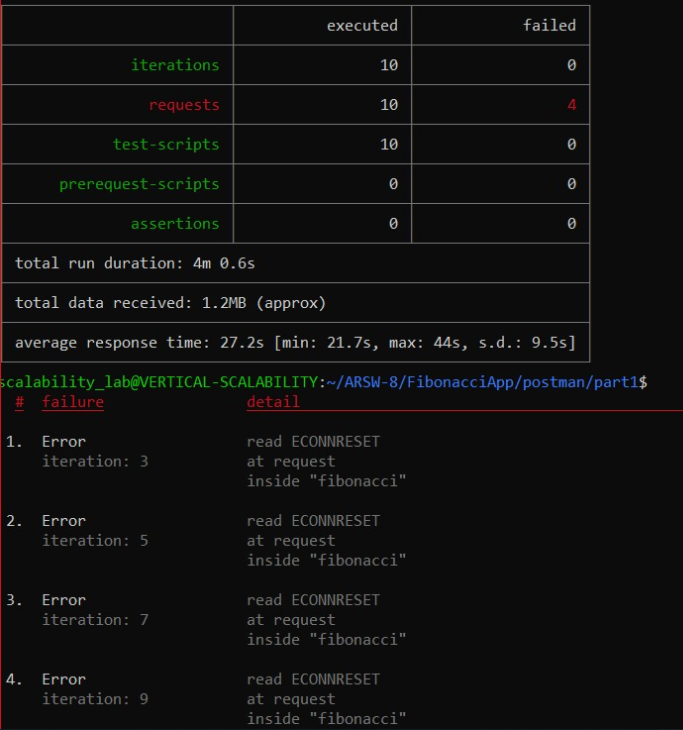 executed failed
iterations 10 0
requests 10 4
test-scripts 10 0
prerequest-scripts 0 0
assertions 0 0
total run duration: 4m 0.6s
total data received: 1.2MB (approx)
average response time: 27.2s [min: 21.7s, max: 44s, s.d.: 9.5s]
scalability_lab@VERTICAL-SCALABILITY:~/ARSW-8/FibonacciApp/postman/part1$
# failure detail
1. Error read ECONNRESET
iteration: 3 at request
inside "fibonacci"
2. Error read ECONNRESET
iteration: 5 at request
inside "fibonacci"
3. Error read ECONNRESET
iteration: 7 at request
inside "fibonacci"
4. Error read ECONNRESET
iteration: 9 at request
inside "fibonacci"